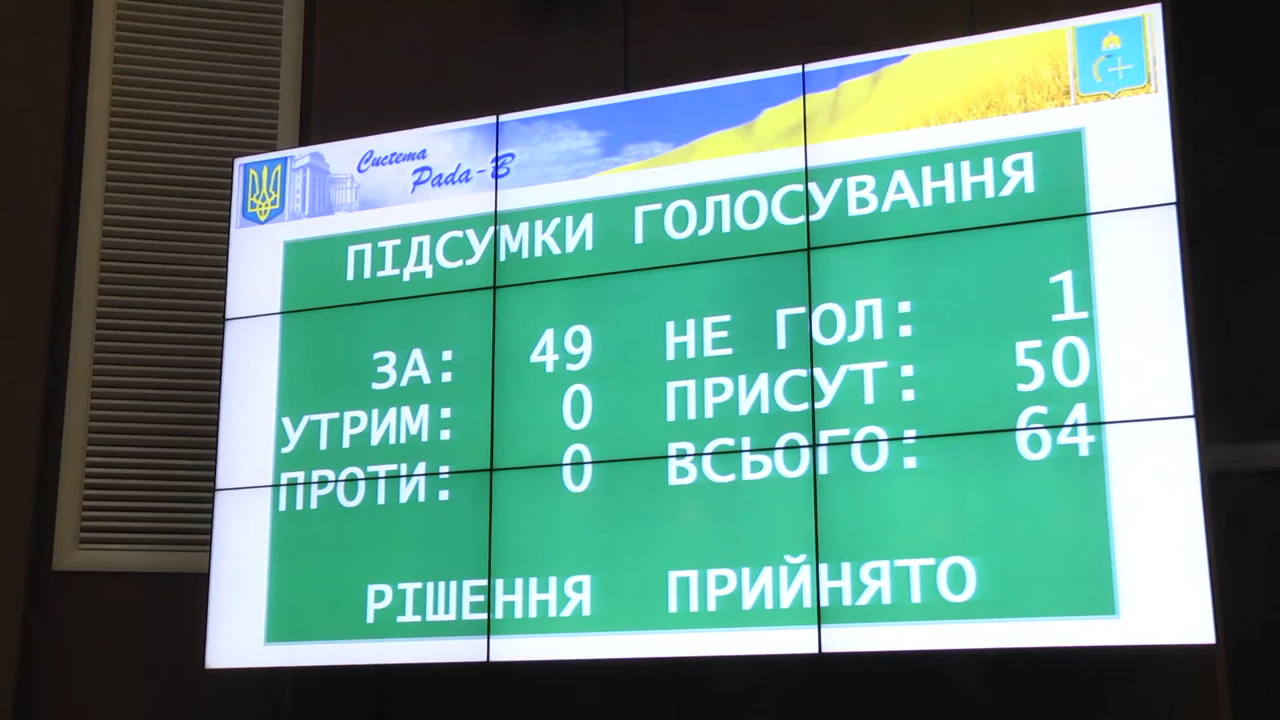 Система
Рада-В
ПІДСУМКИ ГОЛОСУВАННЯ
ЗА: 49 НЕ ГОЛ: 1
УТРИМ: 0 ПРИСУТ: 50
ПРОТИ: 0 ВСЬОГО: 64
РІШЕННЯ ПРИЙНЯТО